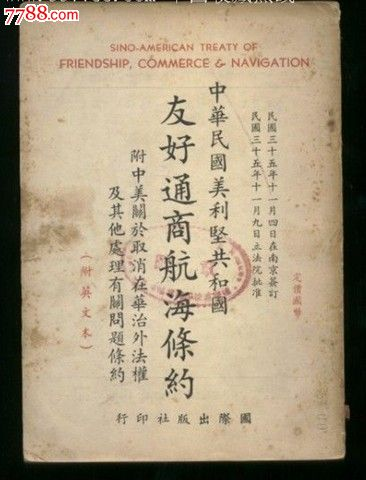 7788.com
SINO-AMERICAN TREATY OF
FRIENDSHIP, COMMERCE & NAVIGATION
民國三十五年十一月四日在南京簽訂
民國三十五年十一月九日立法院批准
中華民國美利堅共和國
友好通商航海條約
附中美關於取消在華治外法權
及其他處理有關問題條約
(附英文本)
定價國幣
行印社版出際國